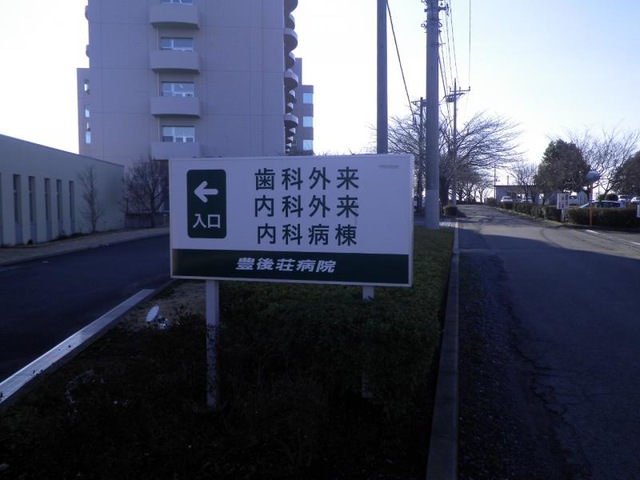 ←
入口
歯科外来
内科外来
内科病棟
豊後荘病院